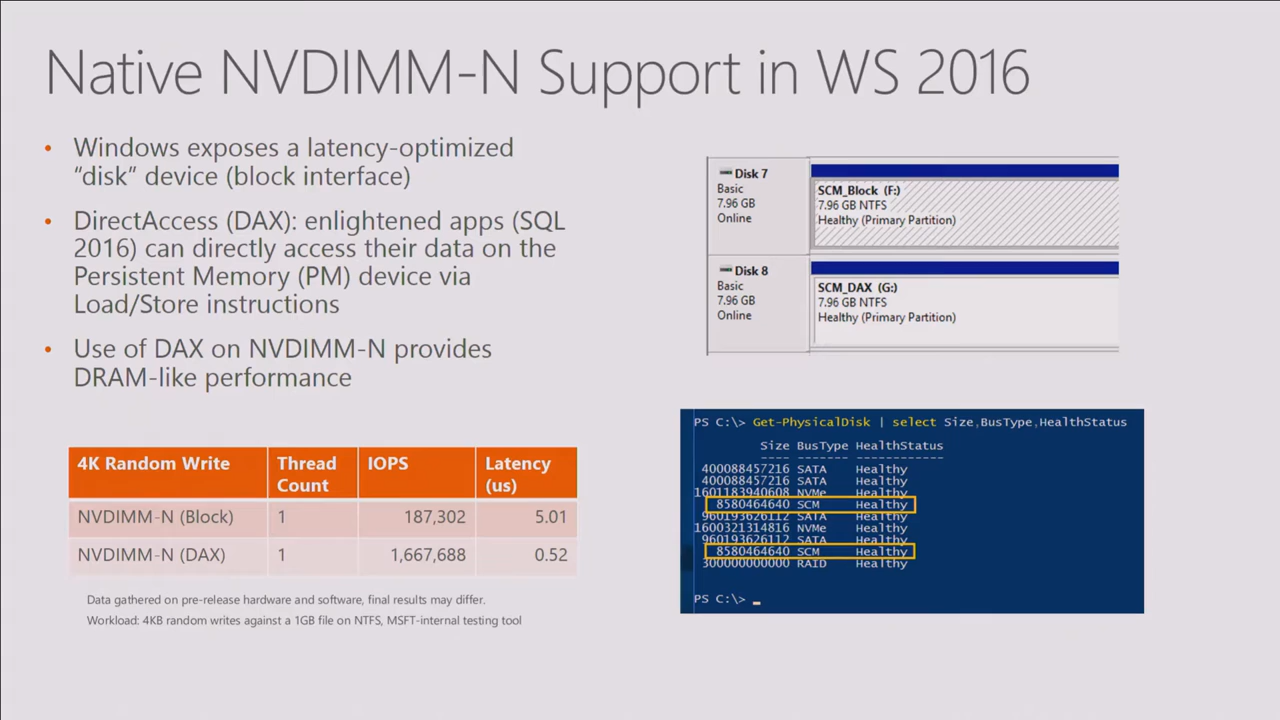 Native NVDIMM-N Support in WS 2016
• Windows exposes a latency-optimized
“disk” device (block interface)
• DirectAccess (DAX): enlightened apps (SQL
2016) can directly access their data on the
Persistent Memory (PM) device via
Load/Store instructions
• Use of DAX on NVDIMM-N provides
DRAM-like performance
4K Random Write Thread Count IOPS Latency (us)
NVDIMM-N (Block) 1 187,302 5.01
NVDIMM-N (DAX) 1 1,667,688 0.52
Data gathered on pre-release hardware and software, final results may differ.
Workload: 4KB random writes against a 1GB file on NTFS, MSFT-internal testing tool
Disk 7
Basic
7.96 GB
Online
SCM_Block (F:)
7.96 GB NTFS
Healthy (Primary Partition)
Disk 8
Basic
7.96 GB
Online
SCM_DAX (G:)
7.96 GB NTFS
Healthy (Primary Partition)
PS C:\> Get-PhysicalDisk | select Size,BusType,HealthStatus
Size BusType HealthStatus
---- ------- ------------
400088457216 SATA Healthy
400088457216 SATA Healthy
1601183940608 NVMe Healthy
8580464640 SCM Healthy
960193626112 SATA Healthy
1600321314816 NVMe Healthy
960193626112 SATA Healthy
8580464640 SCM Healthy
300000000000 RAID Healthy
PS C:\> _